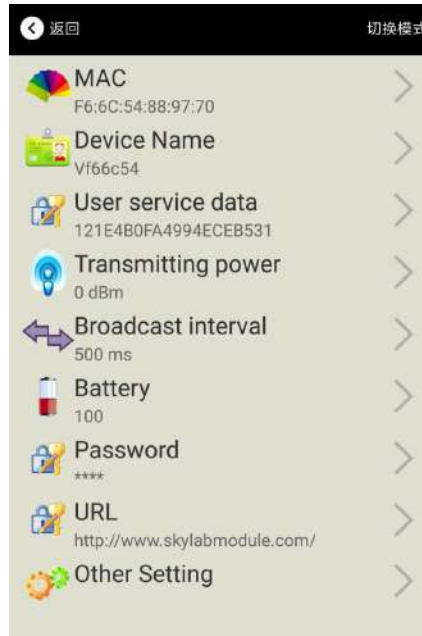 返回 切换模式
MAC
F6:6C:54:88:97:70
Device Name
Vf66c54
User service data
121E4B0FA4994ECEB531
Transmitting power
0 dBm
Broadcast interval
500 ms
Battery
100
Password
****
URL
http://www.skylabmodule.com/
Other Setting